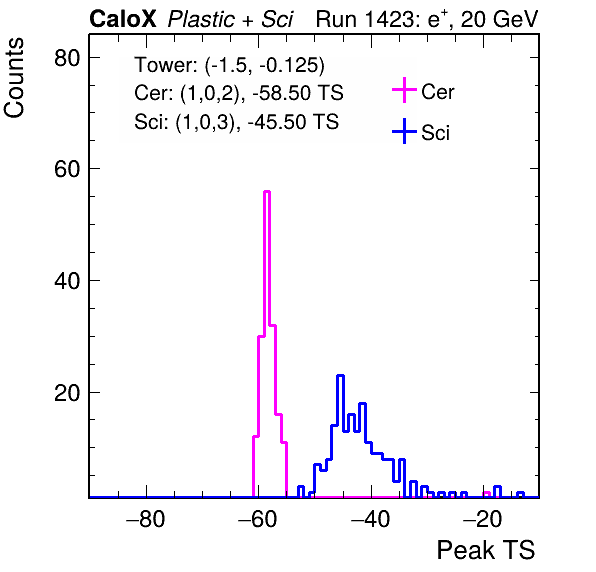 CaloX Plastic + Sci Run 1423: e+, 20 GeV
Counts
Tower: (-1.5, -0.125)
Cer: (1,0,2), -58.50 TS
Sci: (1,0,3), -45.50 TS
Cer
Sci
80
60
40
20
−80 −60 −40 −20
Peak TS